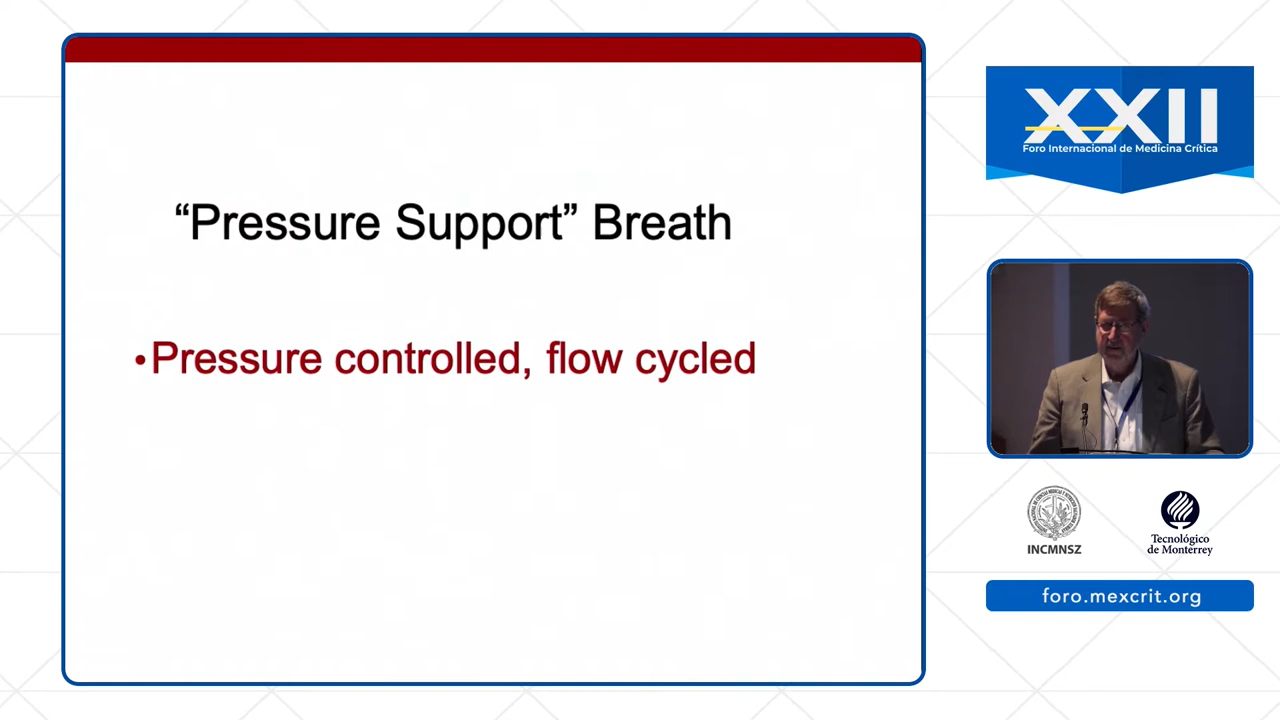 “Pressure Support” Breath
•Pressure controlled, flow cycled
XXII
Foro Internacional de Medicina Crítica
INCMNSZ
Tecnológico
de Monterrey
foro.mexcrit.org